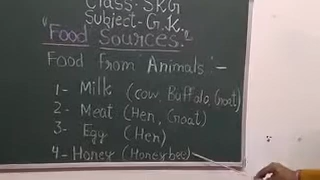 Class- SKG
Subject- G.K.
"Food Sources."
Food from "Animals" -
1- Milk (Cow, Buffalo, Goat)
2- Meat (Hen, Goat)
3- Egg (Hen)
4- Honey (Honeybee)